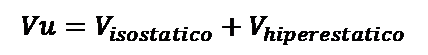 Vu = V_isostatico + V_hiperestatico